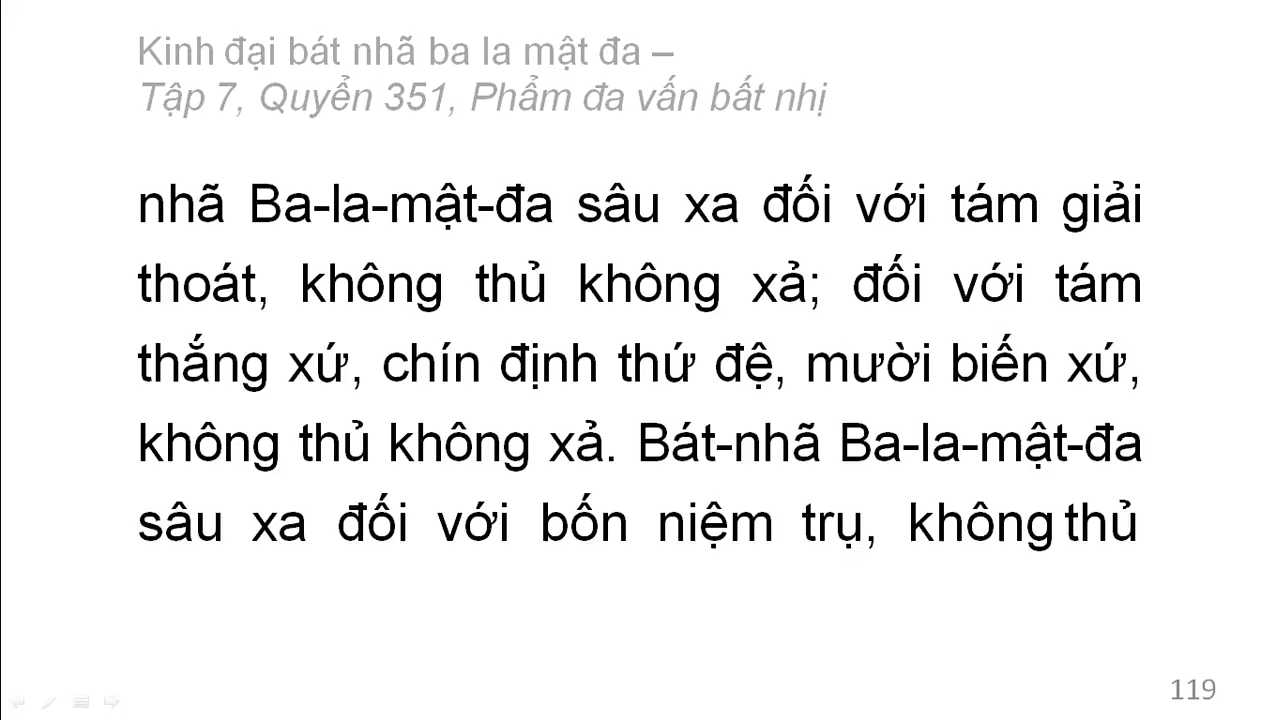 Kinh đại bát nhã ba la mật đa –
Tập 7, Quyển 351, Phẩm đa vấn bất nhị
nhã Ba-la-mật-đa sâu xa đối với tám giải
thoát, không thủ không xả; đối với tám
thắng xứ, chín định thứ đệ, mười biến xứ,
không thủ không xả. Bát-nhã Ba-la-mật-đa
sâu xa đối với bốn niệm trụ, không thủ
119